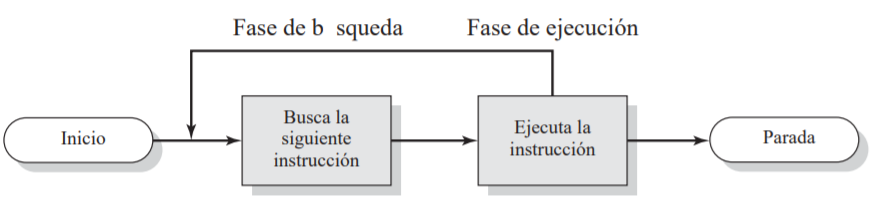 Fase de b squeda
Fase de ejecución
Inicio
Busca la
siguiente
instrucción
Ejecuta la
instrucción
Parada